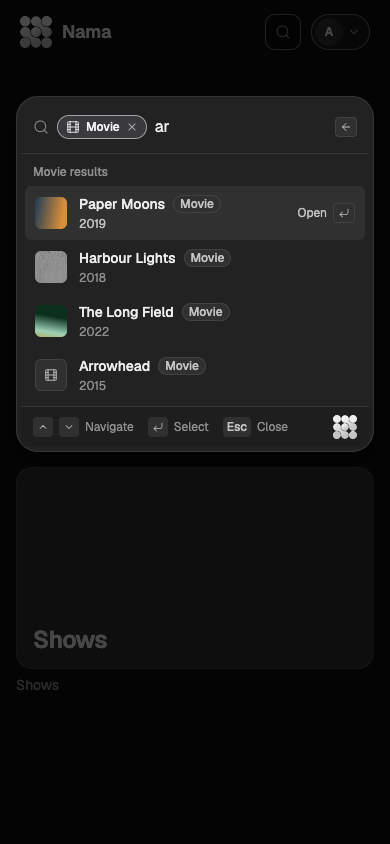 Nama
A
Movie
ar
Movie results
Paper Moons Movie
2019
Open
Harbour Lights Movie
2018
The Long Field Movie
2022
Arrowhead Movie
2015
Navigate Select Esc Close
Shows
Shows